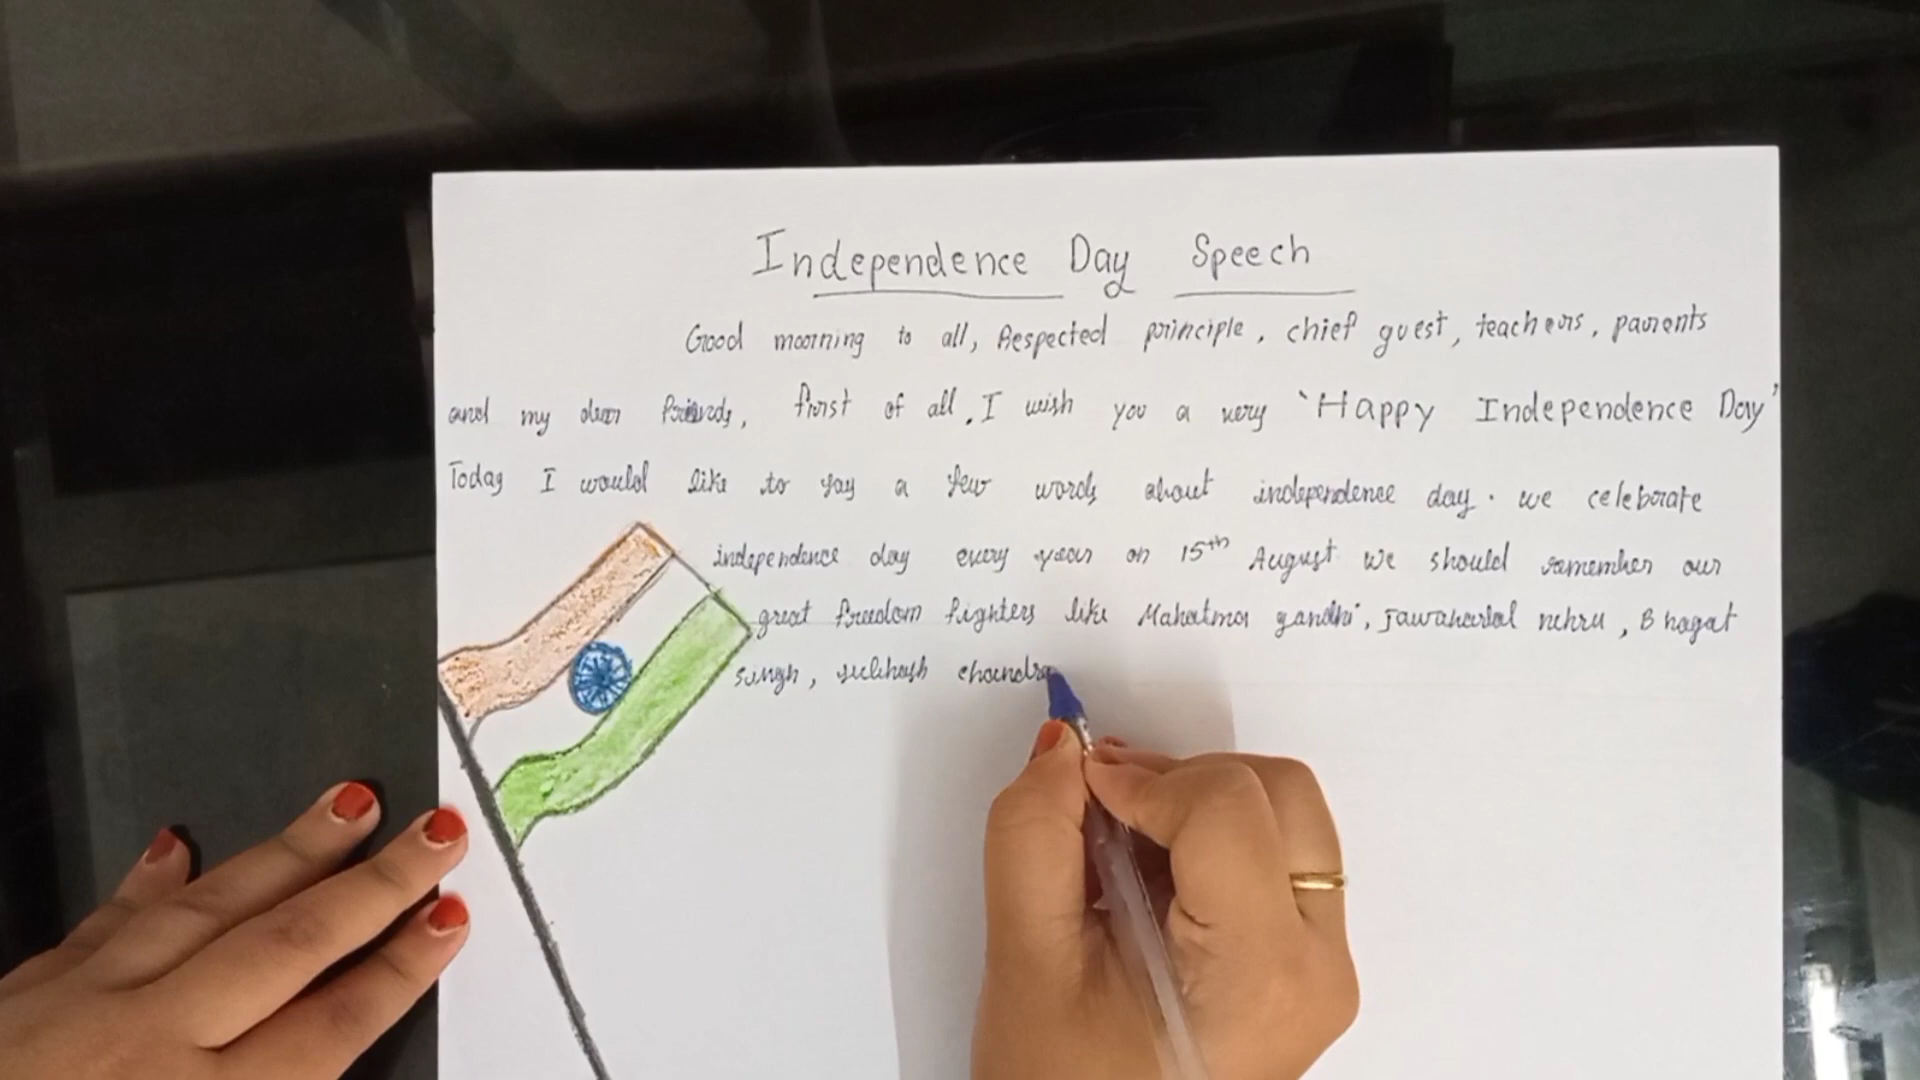 Independence Day Speech
Good morning to all, Respected principle, chief guest, teachers, parents
and my dear friends, first of all, I wish you a very 'Happy Independence Day'
Today I would like to say a few words about independence day. we celebrate
independence day every year on 15th August we should remember our
great freedom fighters like Mahatma gandhi, Jawaharlal nehru, Bhagat
singh, subhash chandra